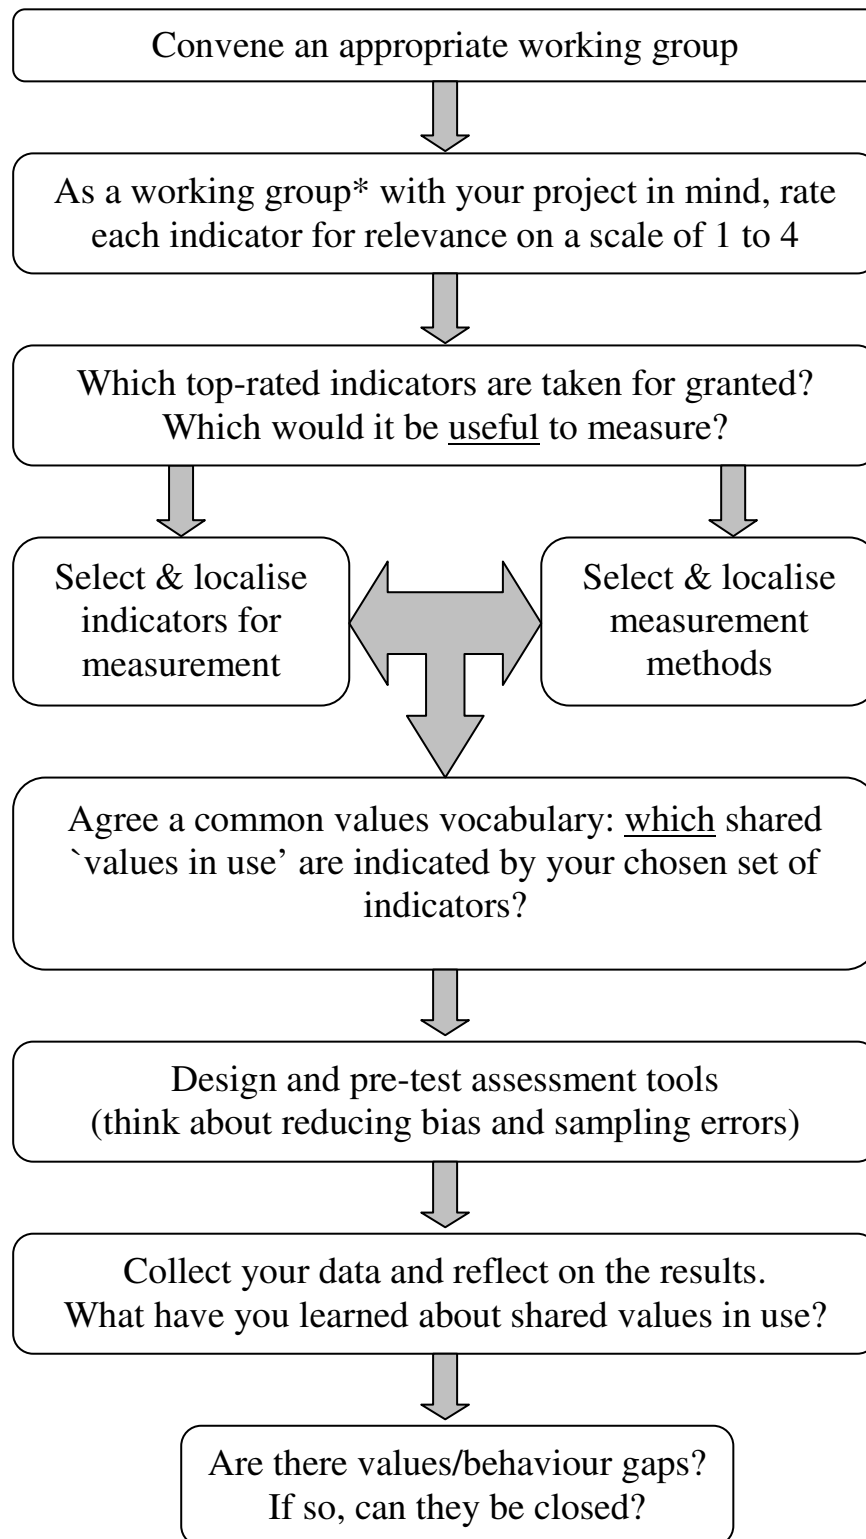 Convene an appropriate working group
As a working group* with your project in mind, rate
each indicator for relevance on a scale of 1 to 4
Which top-rated indicators are taken for granted?
Which would it be useful to measure?
Select & localise
indicators for
measurement
Select & localise
measurement
methods
Agree a common values vocabulary: which shared
`values in use’ are indicated by your chosen set of
indicators?
Design and pre-test assessment tools
(think about reducing bias and sampling errors)
Collect your data and reflect on the results.
What have you learned about shared values in use?
Are there values/behaviour gaps?
If so, can they be closed?